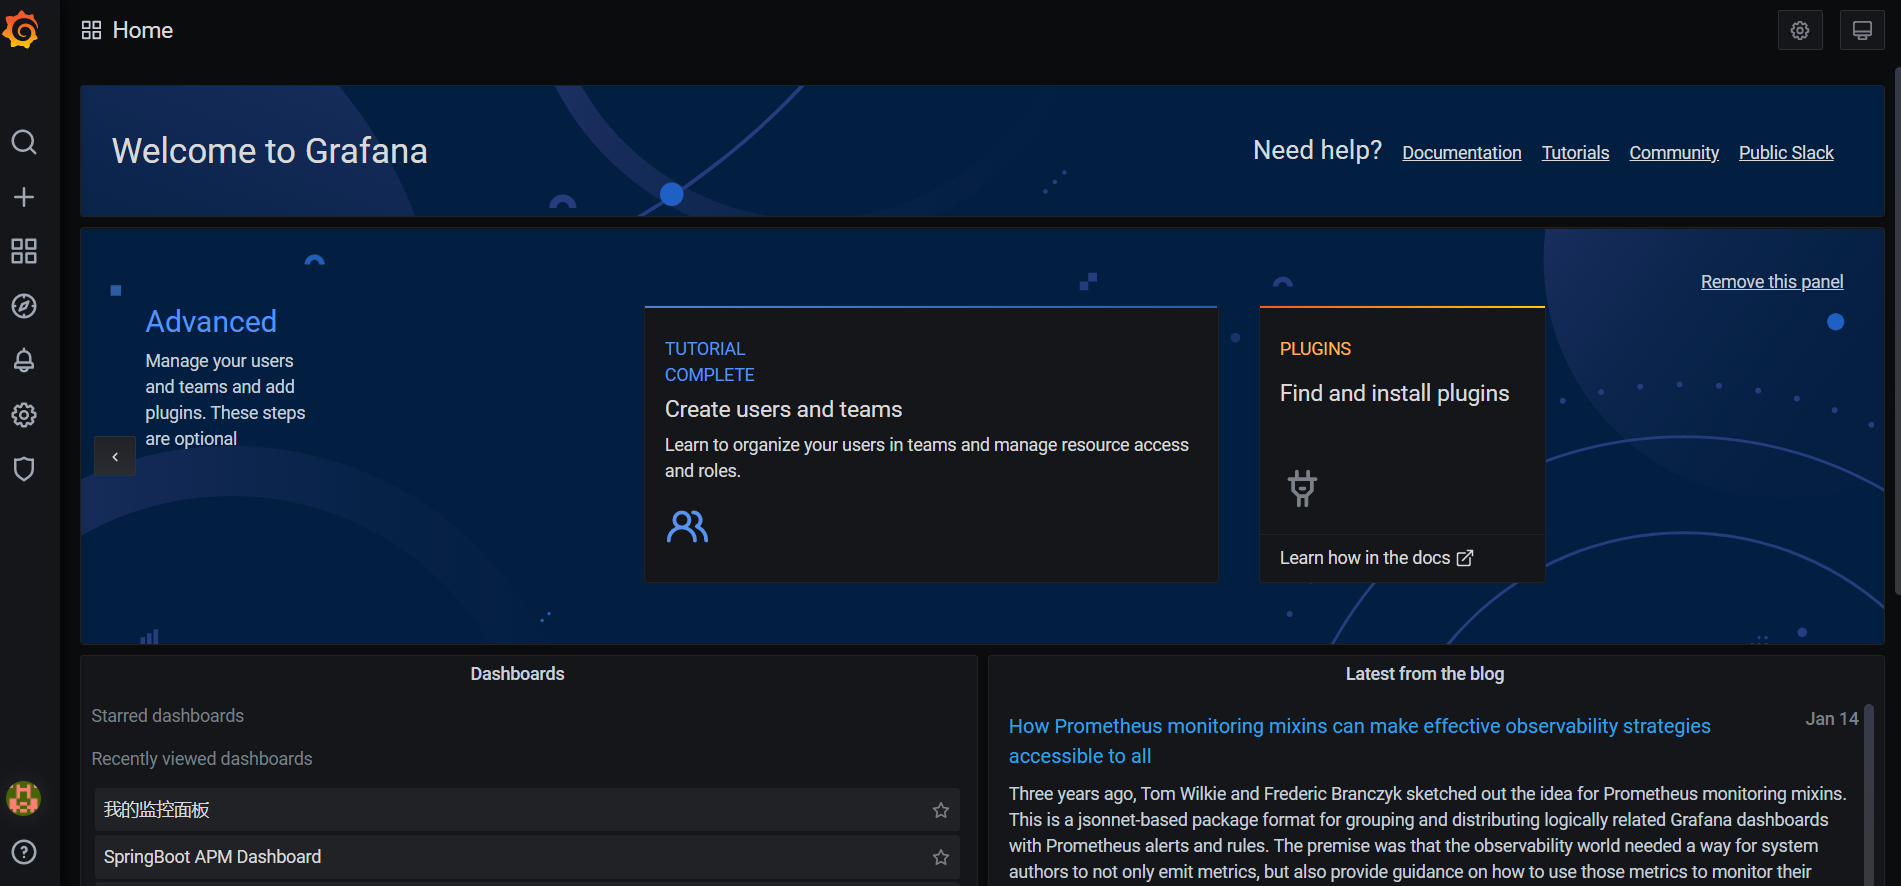 Home
Welcome to Grafana
Need help?
Documentation
Tutorials
Community
Public Slack
Remove this panel
Advanced
Manage your users
and teams and add
plugins. These steps
are optional
TUTORIAL
COMPLETE
Create users and teams
Learn to organize your users in teams and manage resource access
and roles.
PLUGINS
Find and install plugins
Learn how in the docs
Dashboards
Starred dashboards
Recently viewed dashboards
我的监控面板
SpringBoot APM Dashboard
Latest from the blog
How Prometheus monitoring mixins can make effective observability strategies
accessible to all
Jan 14
Three years ago, Tom Wilkie and Frederic Branczyk sketched out the idea for Prometheus monitoring mixins.
This is a jsonnet-based package format for grouping and distributing logically related Grafana dashboards
with Prometheus alerts and rules. The premise was that the observability world needed a way for system
authors to not only emit metrics, but also provide guidance on how to use those metrics to monitor their